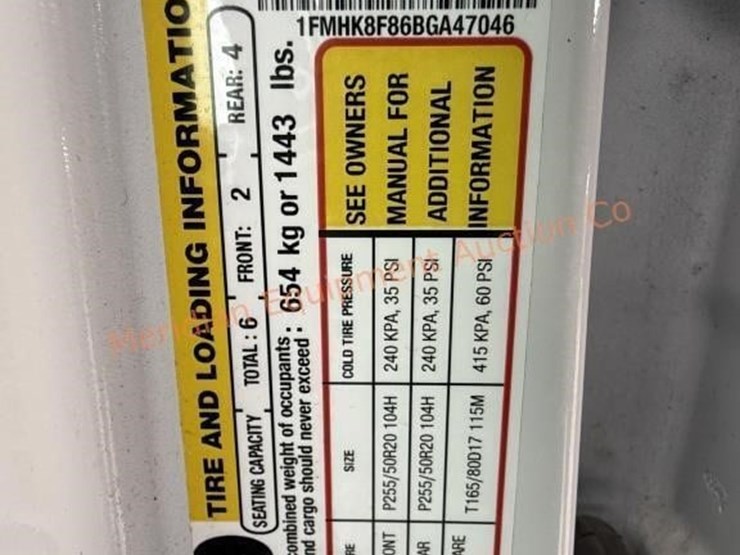 1FMHK8F86BGA47046
TIRE AND LOADING INFORMATIO
SEATING CAPACITY TOTAL : 6 FRONT: 2 REAR: 4
ombined weight of occupants : 654 kg or 1443 lbs.
nd cargo should never exceed :
RE SIZE COLD TIRE PRESSURE
ONT P255/50R20 104H 240 KPA, 35 PSI
AR P255/50R20 104H 240 KPA, 35 PSI
ARE T165/80D17 115M 415 KPA, 60 PSI
SEE OWNERS
MANUAL FOR
ADDITIONAL
INFORMATION
Meridian Equipment Auction Co